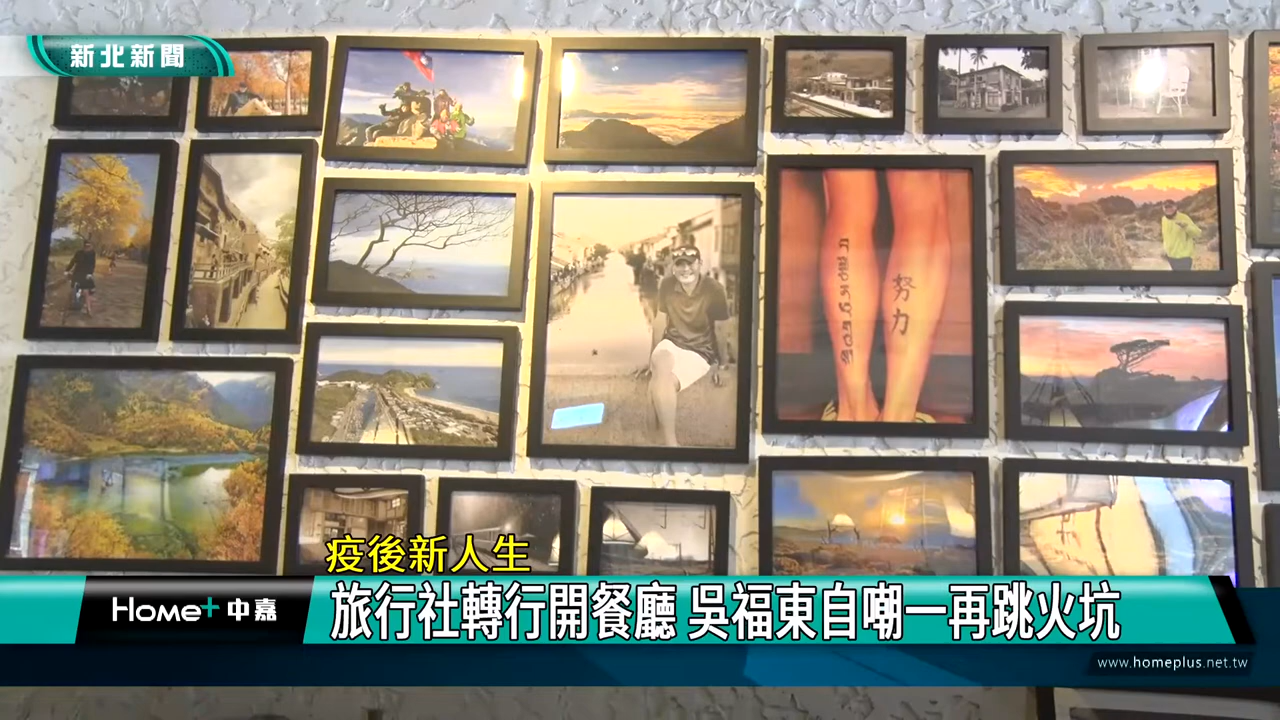 新北新聞
努力
疫後新人生
Home+中嘉
旅行社轉行開餐廳 吳福東自嘲一再跳火坑
www.homeplus.net.tw